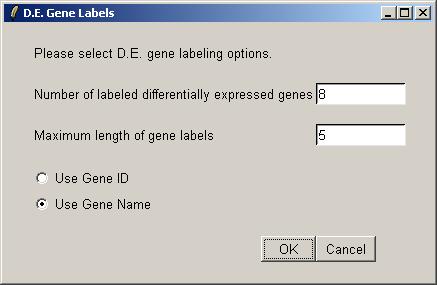 D.E. Gene Labels
Please select D.E. gene labeling options.
Number of labeled differentially expressed genes 8
Maximum length of gene labels 5
Use Gene ID
Use Gene Name
OK Cancel